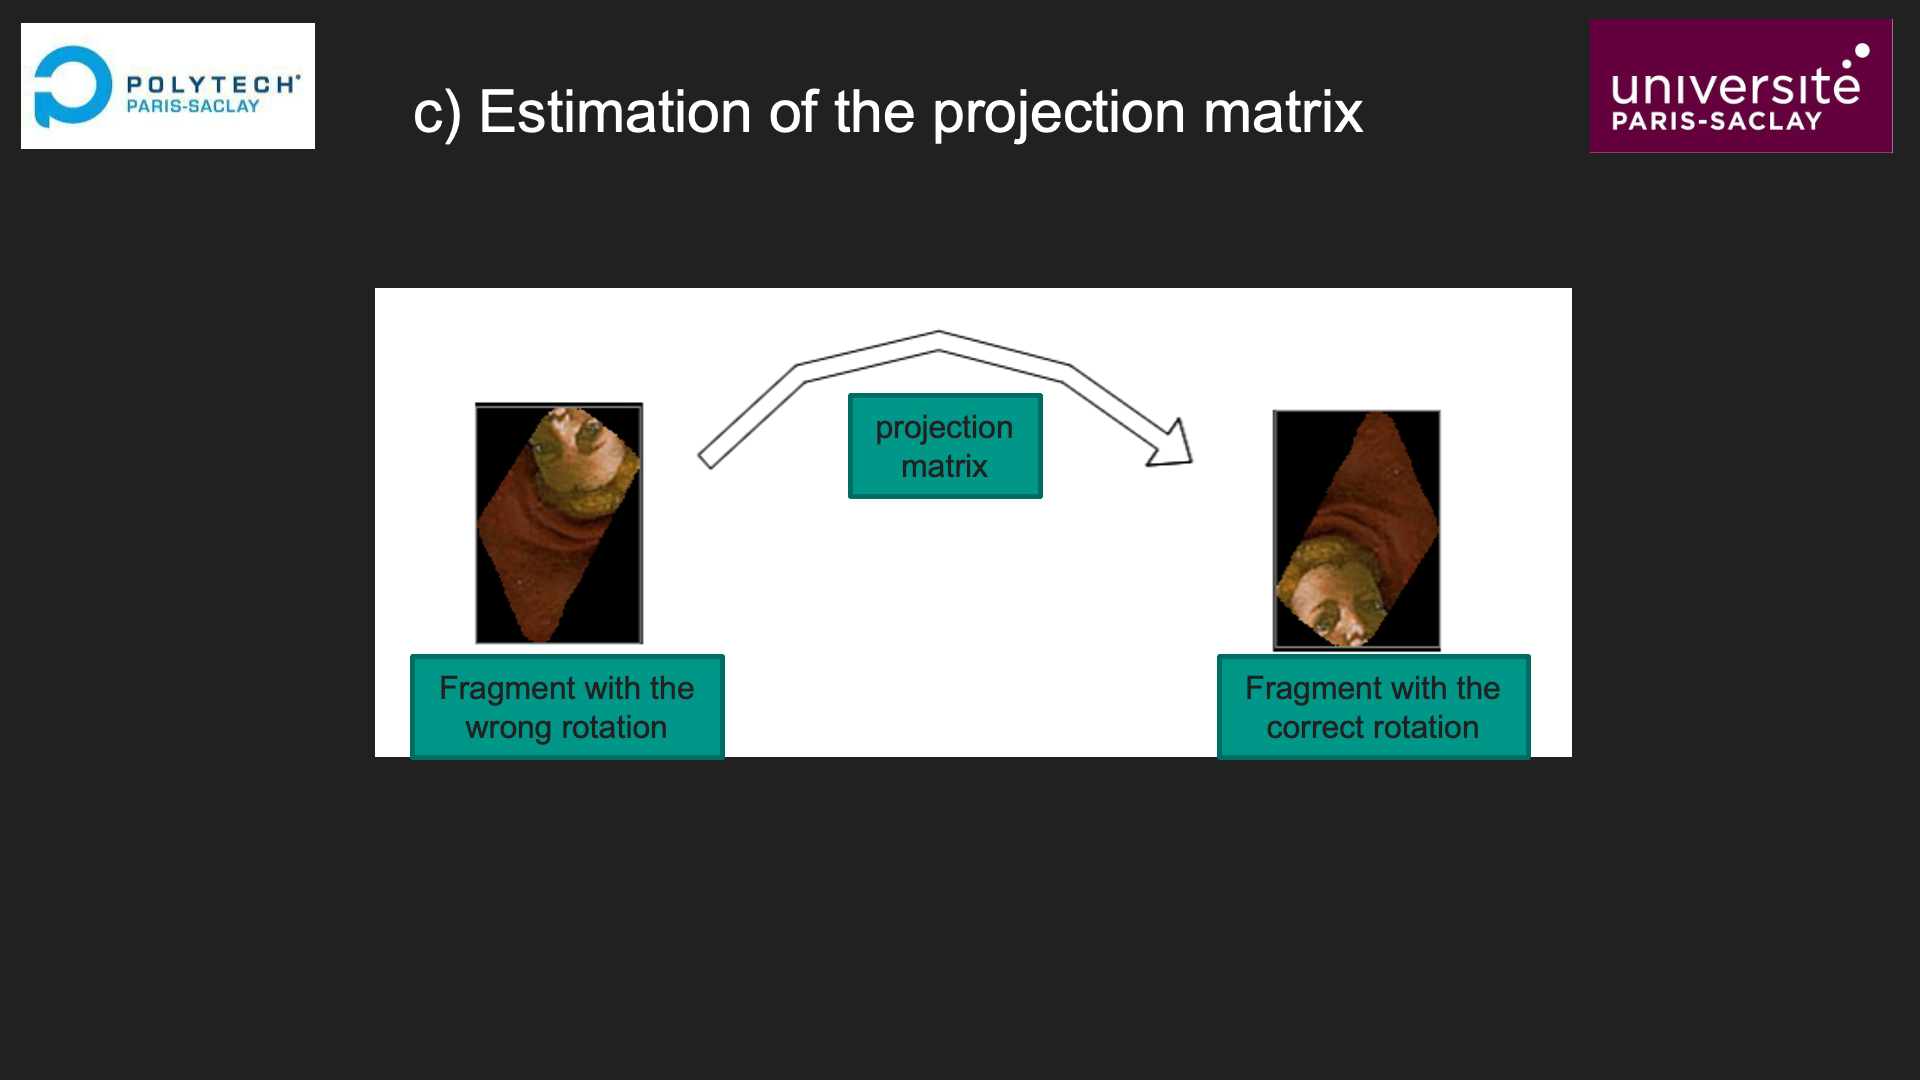 POLYTECH
PARIS-SACLAY
c) Estimation of the projection matrix
université
PARIS-SACLAY
projection
matrix
Fragment with the
wrong rotation
Fragment with the
correct rotation